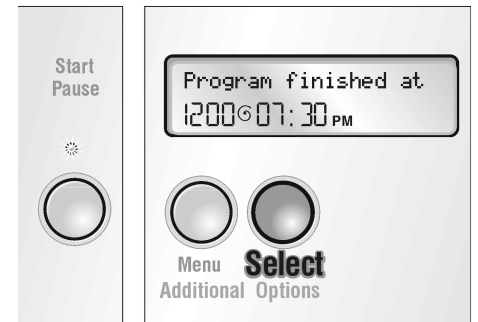 Start
Pause
Program finished at
1200 07:30 PM
Menu Select
Additional Options